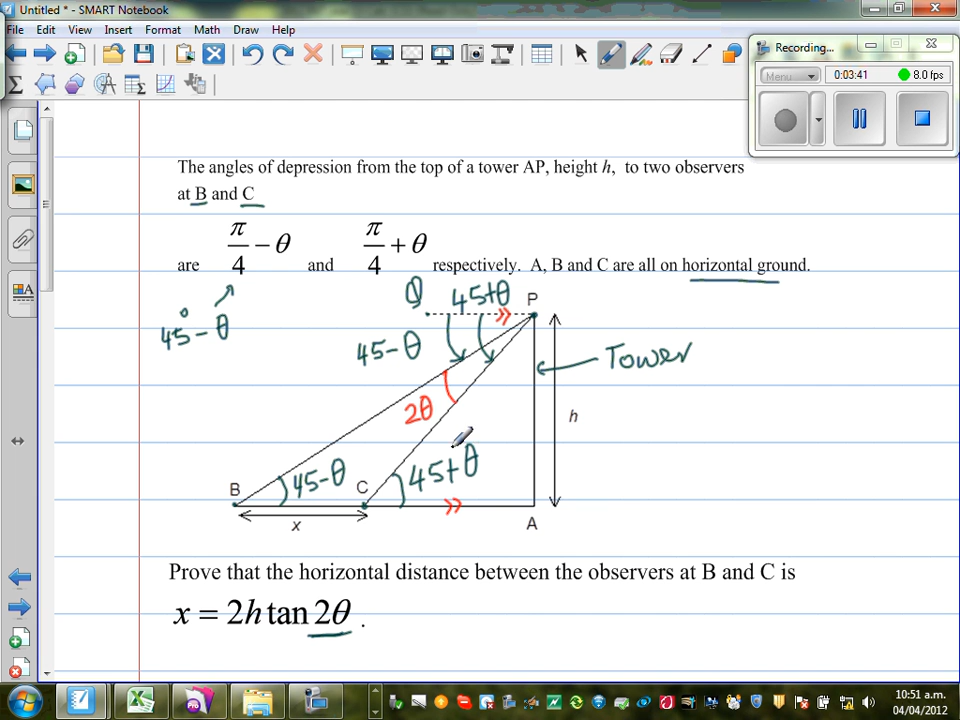 Untitled * - SMART Notebook
File Edit View Insert Format Math Draw Help
Recording...
Menu 0:03:41 8.0 fps
The angles of depression from the top of a tower AP, height h, to two observers
at B and C
are π/4 − θ and π/4 + θ respectively. A, B and C are all on horizontal ground.
45° − θ
Q 45+θ P
45−θ
Tower
2θ
h
B 45−θ C 45+θ
x A
Prove that the horizontal distance between the observers at B and C is
x = 2h tan 2θ .
10:51 a.m.
04/04/2012